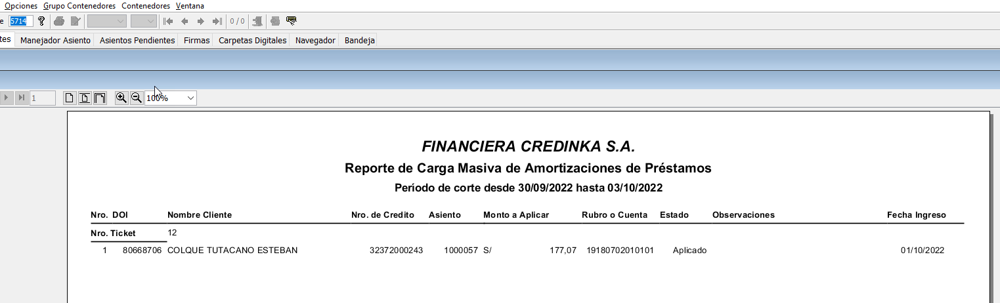 Opciones Grupo Contenedores Contenedores Ventana
e 5714 ? 0 / 0
tes Manejador Asiento Asientos Pendientes Firmas Carpetas Digitales Navegador Bandeja
1 100%
FINANCIERA CREDINKA S.A.
Reporte de Carga Masiva de Amortizaciones de Préstamos
Período de corte desde 30/09/2022 hasta 03/10/2022
Nro. DOI Nombre Cliente Nro. de Credito Asiento Monto a Aplicar Rubro o Cuenta Estado Observaciones Fecha Ingreso
Nro. Ticket 12
1 80668706 COLQUE TUTACANO ESTEBAN 32372000243 1000057 S/ 177,07 19180702010101 Aplicado 01/10/2022